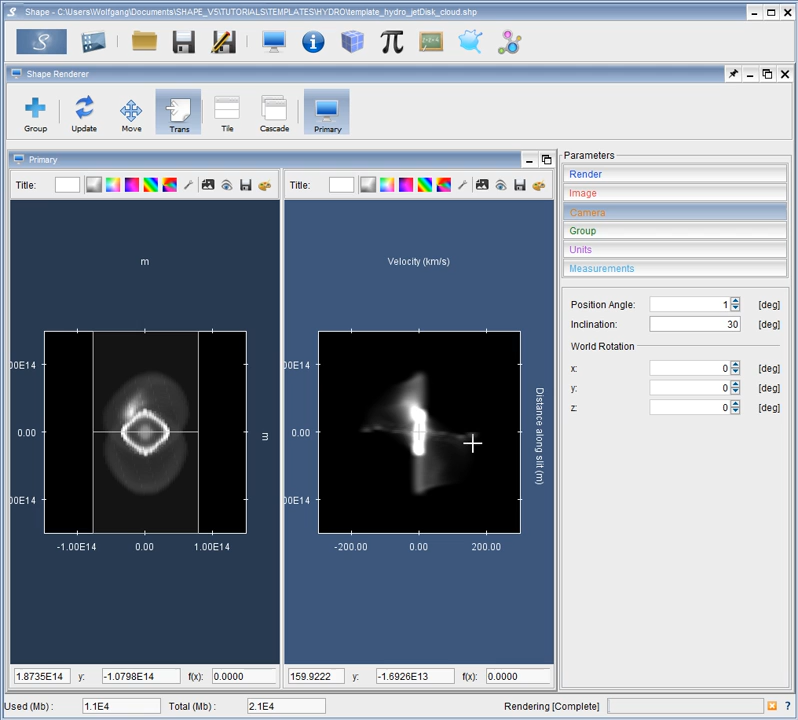 Shape - C:\Users\Wolfgang\Documents\SHAPE_V5\TUTORIALS\TEMPLATES\HYDRO\template_hydro_jetDisk_cloud.shp
S
Shape Renderer
Group Update Move Trans Tile Cascade Primary
Primary
Parameters
Title:
Title:
Render
Image
Camera
Group
Units
Measurements
m
Velocity (km/s)
Position Angle: 1 [deg]
Inclination: 30 [deg]
World Rotation
x: 0 [deg]
y: 0 [deg]
z: 0 [deg]
00E14
0.00
00E14
m
-1.00E14 0.00 1.00E14
00E14
0.00
00E14
Distance along slit (m)
-200.00 0.00 200.00
1.8735E14 y: -1.0798E14 f(x): 0.0000
159.9222 y: -1.6926E13 f(x): 0.0000
Used (Mb) : 1.1E4 Total (Mb) : 2.1E4 Rendering [Complete] ?